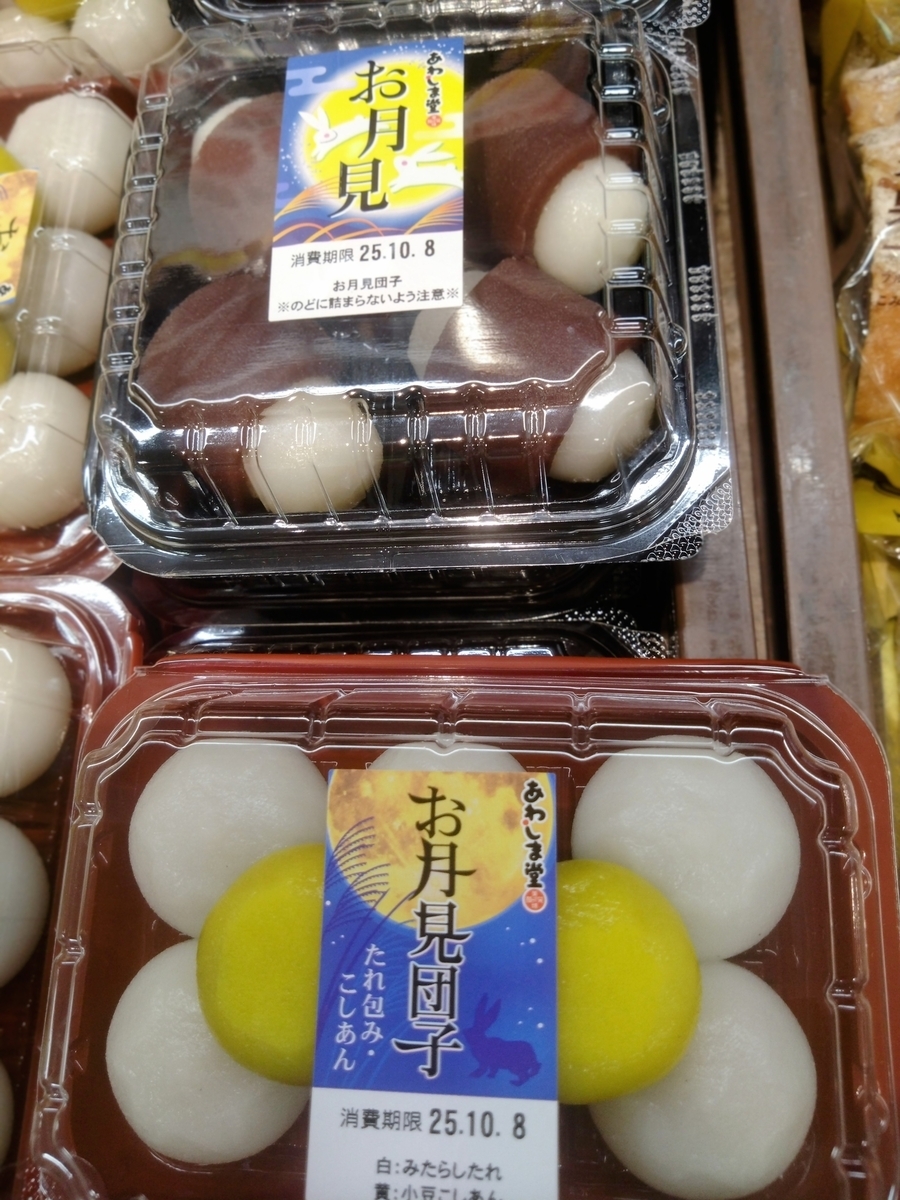 あわしま堂
お月見
消費期限 25.10.8
お月見団子
※のどに詰まらないよう注意※
あわしま堂
お月見団子
たれ包み・
こしあん
消費期限 25.10.8
白:みたらしたれ
黄:小豆こしあん